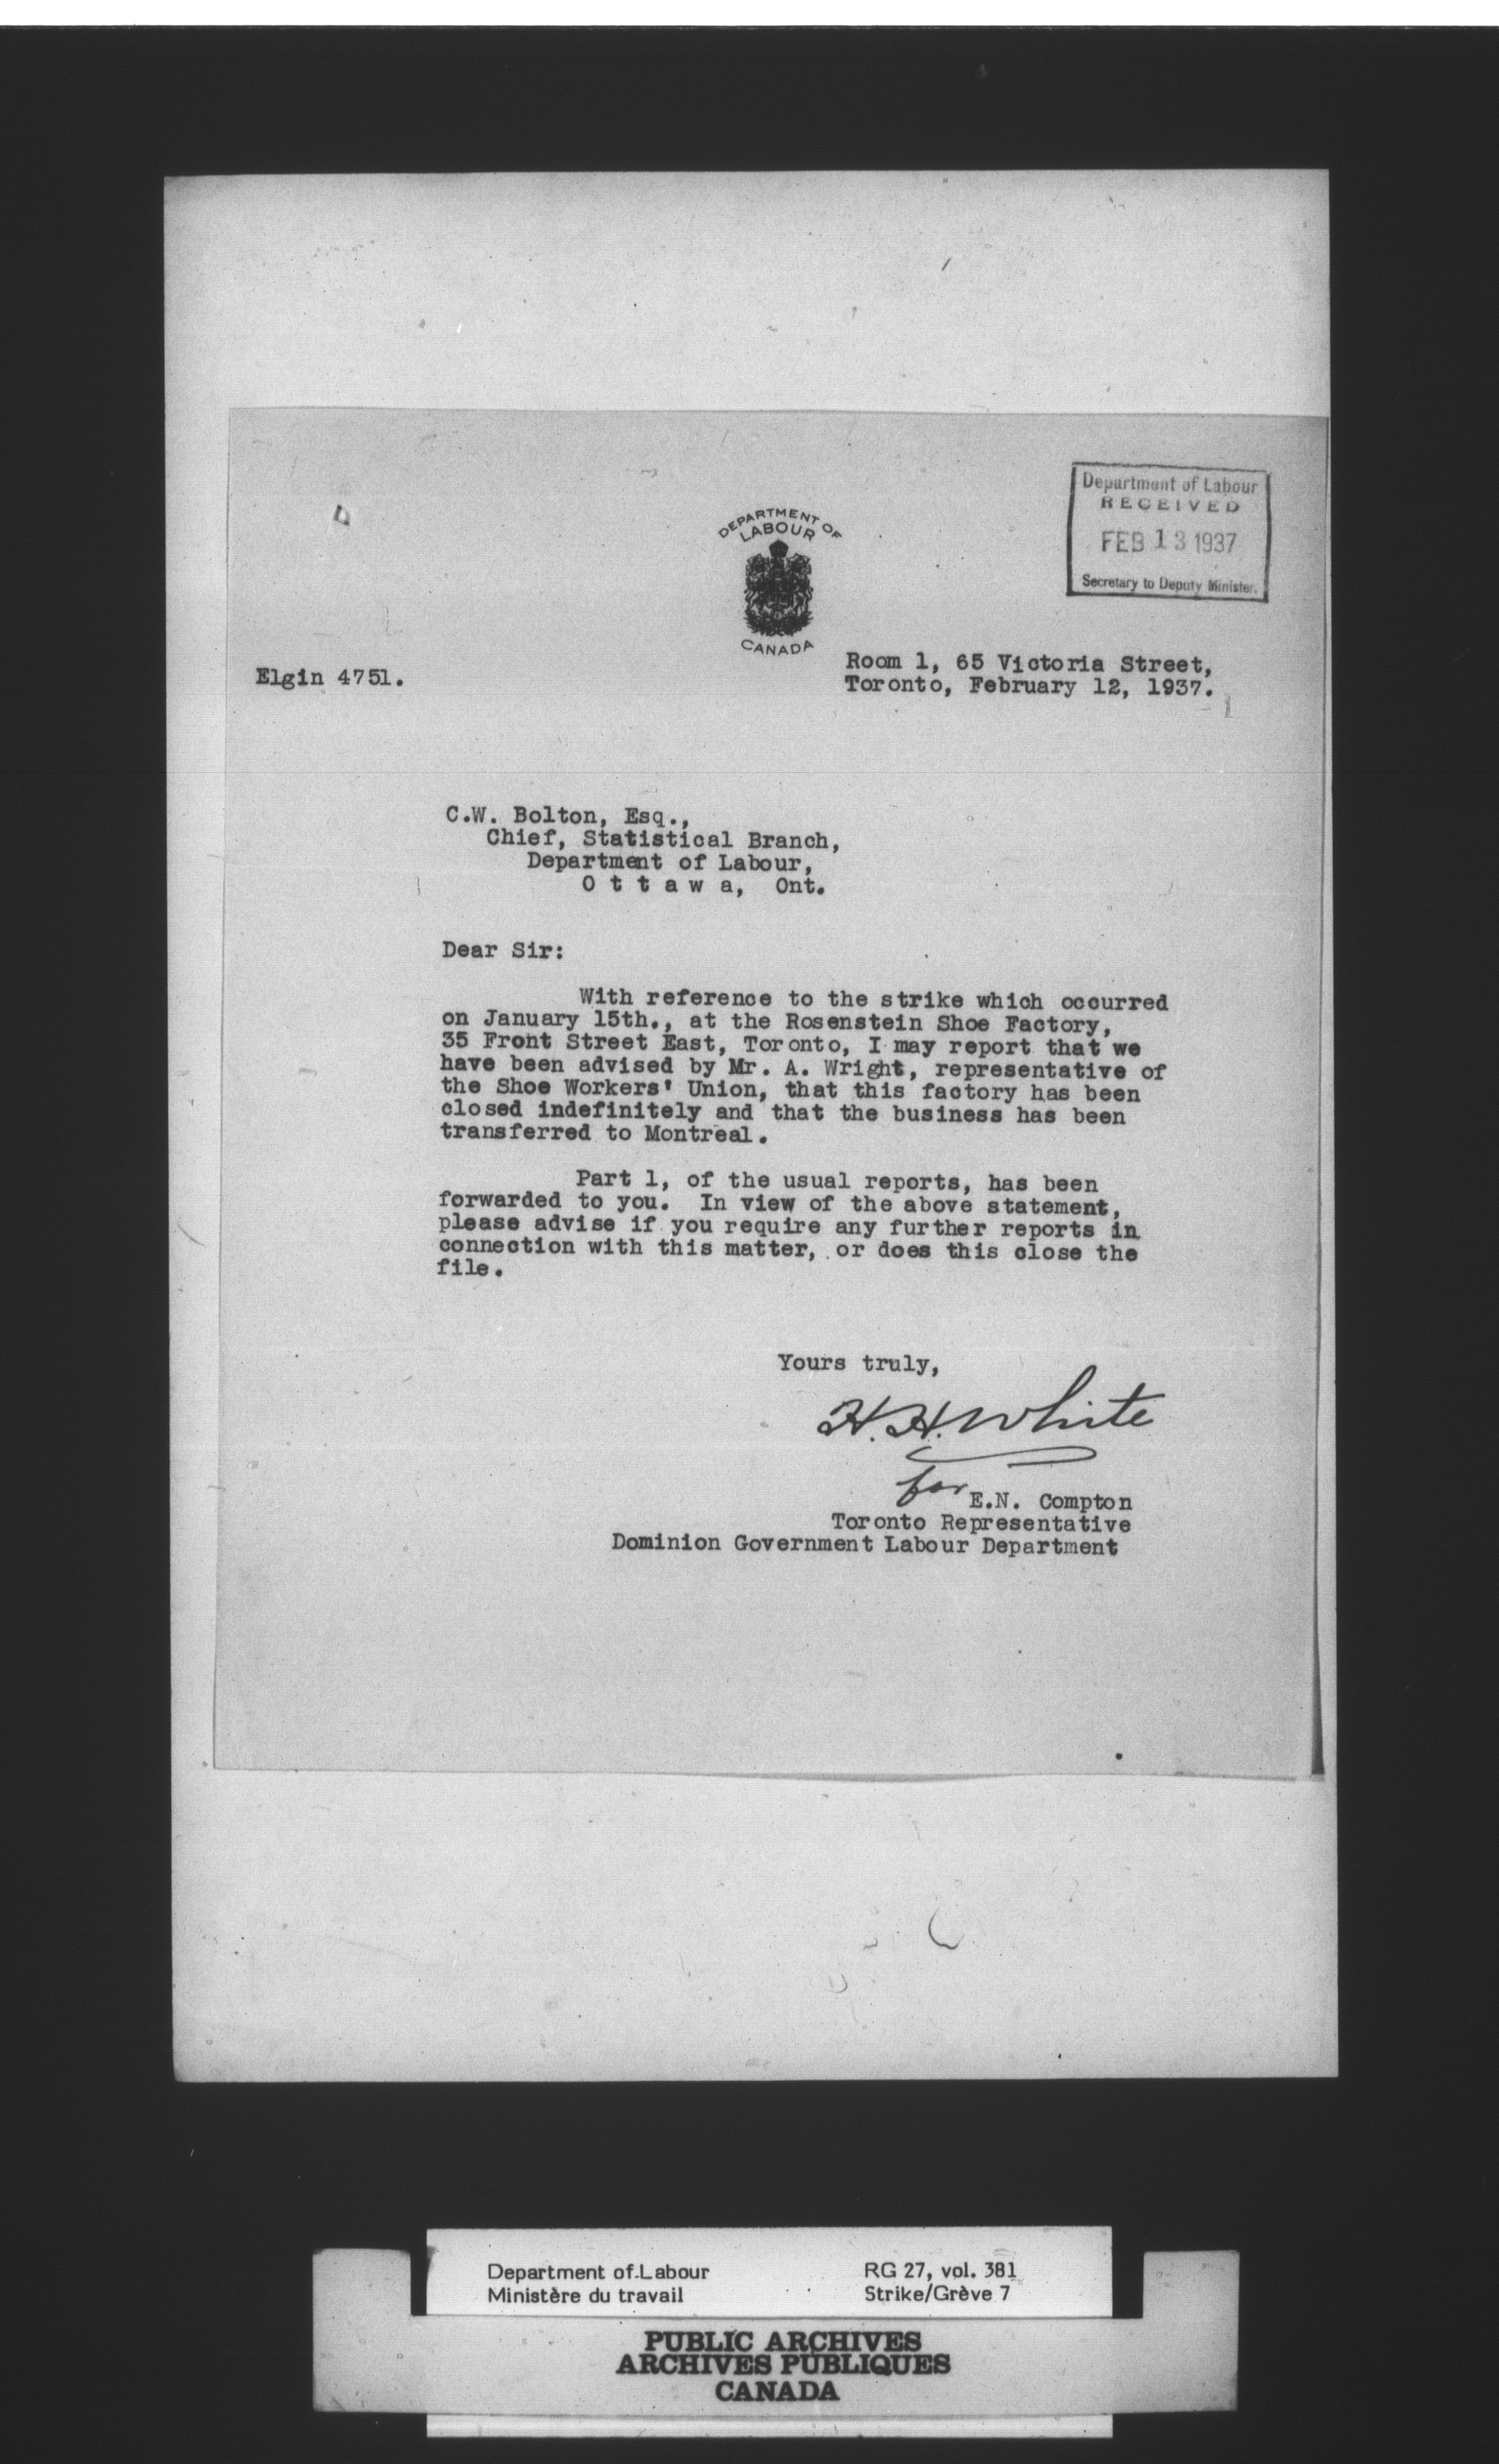 Department of Labour
RECEIVED
FEB 13 1937
Secretary to Deputy Minister.
DEPARTMENT OF
LABOUR
CANADA
Elgin 4751.
Room 1, 65 Victoria Street,
Toronto, February 12, 1937.
C.W. Bolton, Esq.,
Chief, Statistical Branch,
Department of Labour,
O t t a w a, Ont.
Dear Sir:
With reference to the strike which occurred
on January 15th., at the Rosenstein Shoe Factory,
35 Front Street East, Toronto, I may report that we
have been advised by Mr. A. Wright, representative of
the Shoe Workers' Union, that this factory has been
closed indefinitely and that the business has been
transferred to Montreal.
Part 1, of the usual reports, has been
forwarded to you. In view of the above statement,
please advise if you require any further reports in
connection with this matter, or does this close the
file.
Yours truly,
H.H. White
for E.N. Compton
Toronto Representative
Dominion Government Labour Department
Department of Labour
Ministère du travail
RG 27, vol. 381
Strike/Grève 7
PUBLIC ARCHIVES
ARCHIVES PUBLIQUES
CANADA